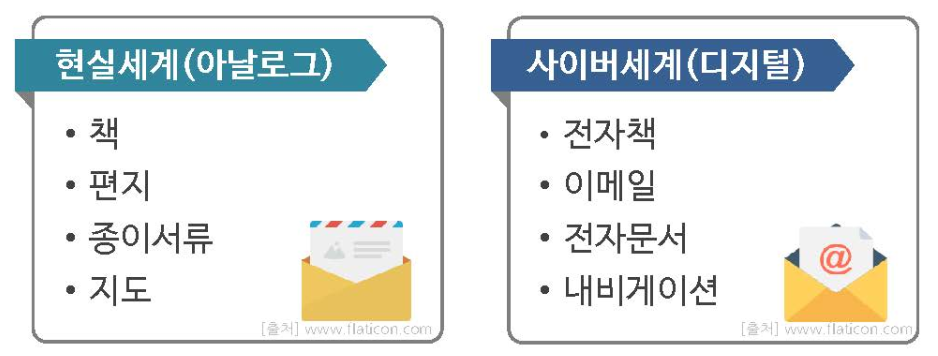 현실세계(아날로그)
• 책
• 편지
• 종이서류
• 지도
[출처] www.flaticon.com
사이버세계(디지털)
• 전자책
• 이메일
• 전자문서
• 내비게이션
@
[출처] www.flaticon.com